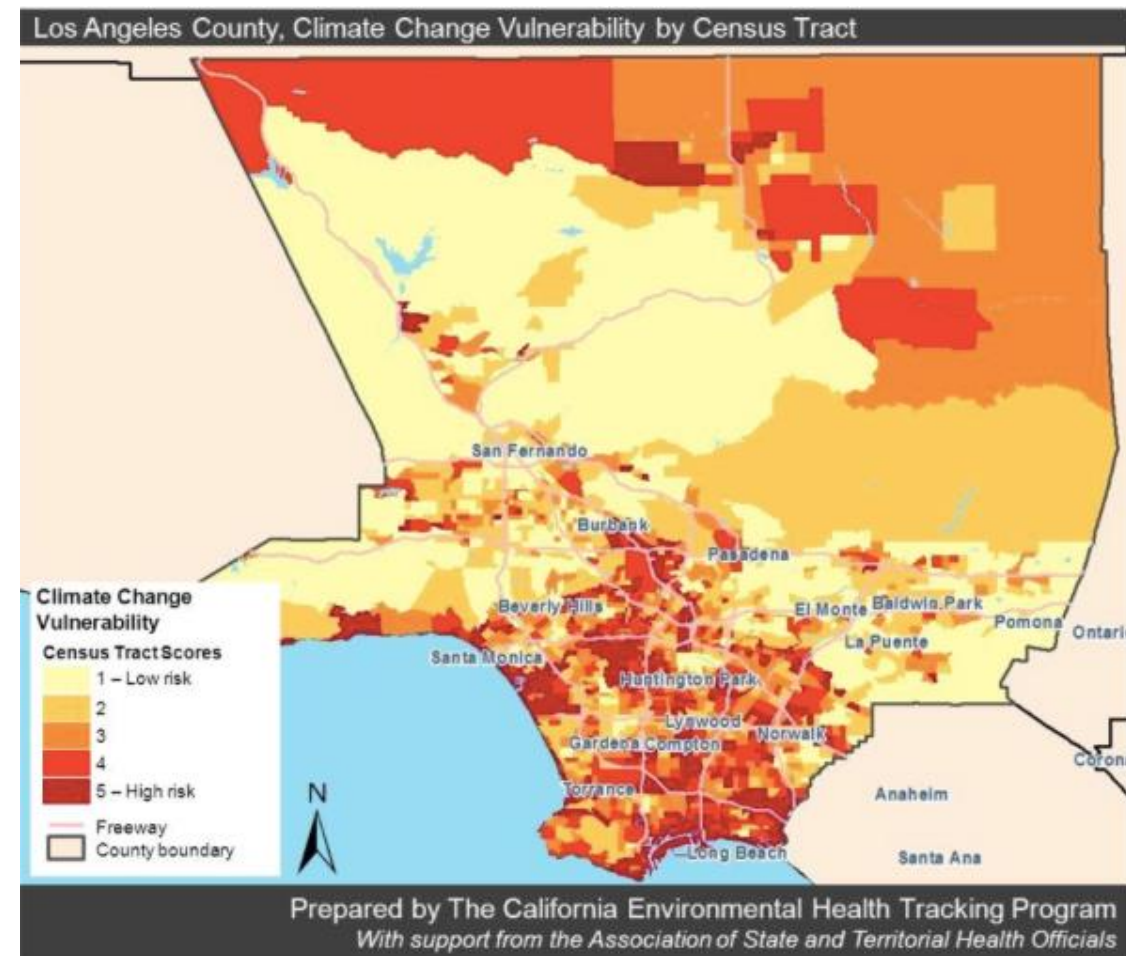 Los Angeles County, Climate Change Vulnerability by Census Tract
San Fernando
Burbank
Pasadena
Beverly Hills
El Monte
Baldwin Park
Pomona
Ontari
La Puente
Santa Monica
Huntington Park
Lynwood
Norwalk
Gardena
Compton
Torrance
Long Beach
Anaheim
Santa Ana
Coron
Climate Change
Vulnerability
Census Tract Scores
1 – Low risk
2
3
4
5 – High risk
Freeway
County boundary
N
Prepared by The California Environmental Health Tracking Program
With support from the Association of State and Territorial Health Officials